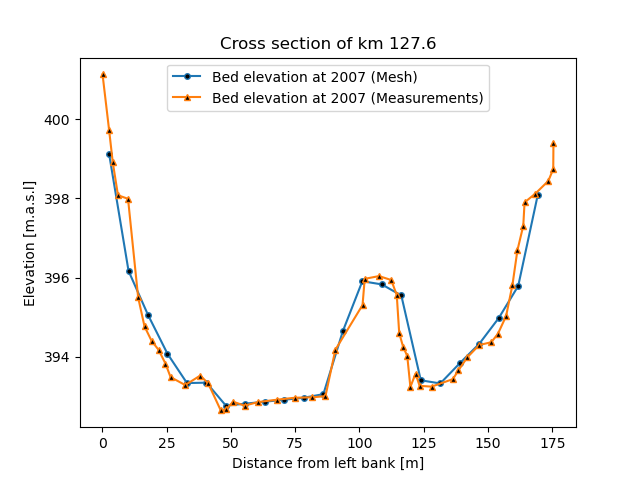 Cross section of km 127.6
Bed elevation at 2007 (Mesh)
Bed elevation at 2007 (Measurements)
Elevation [m.a.s.l]
400
398
396
394
0 25 50 75 100 125 150 175
Distance from left bank [m]